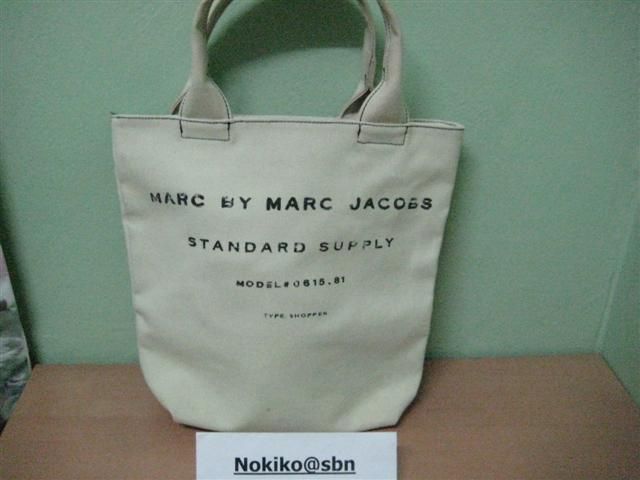 MARC BY MARC JACOBS
STANDARD SUPPLY
MODEL#0615.81
TYPE: SHOPPER
Nokiko@sbn